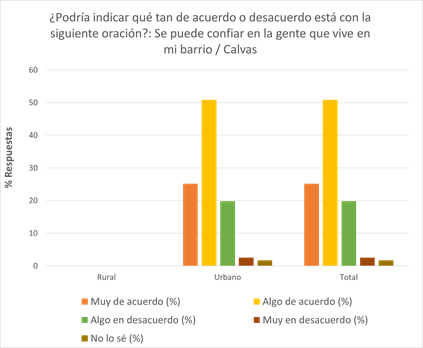 ¿Podría indicar qué tan de acuerdo o desacuerdo está con la
siguiente oración?: Se puede confiar en la gente que vive en
mi barrio / Calvas
60
50
40
30
20
10
0
% Respuestas
Rural
Urbano
Total
Muy de acuerdo (%)
Algo de acuerdo (%)
Algo en desacuerdo (%)
Muy en desacuerdo (%)
No lo sé (%)